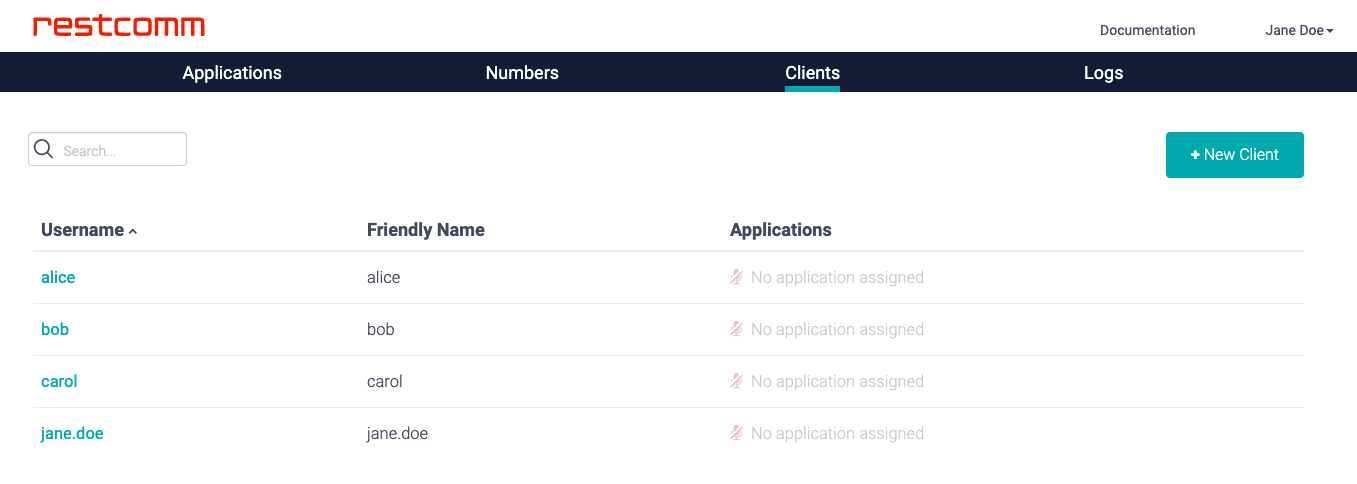 restcomm
Documentation Jane Doe
Applications Numbers Clients Logs
Search...
+ New Client
Username Friendly Name Applications
alice alice No application assigned
bob bob No application assigned
carol carol No application assigned
jane.doe jane.doe No application assigned